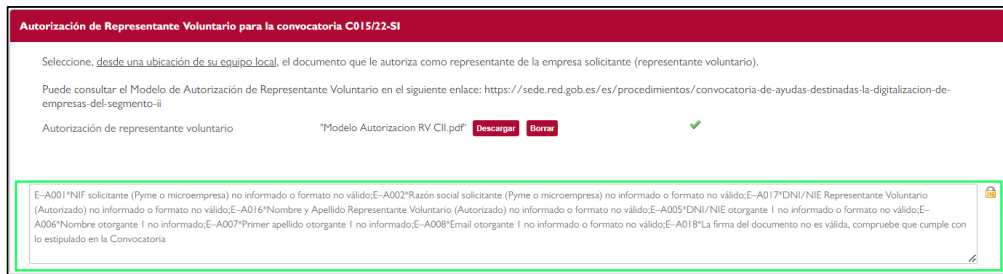 Autorización de Representante Voluntario para la convocatoria C015/22-SI
Seleccione, desde una ubicación de su equipo local, el documento que le autoriza como representante de la empresa solicitante (representante voluntario).
Puede consultar el Modelo de Autorización de Representante Voluntario en el siguiente enlace: https://sede.red.gob.es/es/procedimientos/convocatoria-de-ayudas-destinadas-la-digitalizacion-de-
empresas-del-segmento-ii
Autorización de representante voluntario "Modelo Autorizacion RV CII.pdf" Descargar Borrar
E–A001*NIF solicitante (Pyme o microempresa) no informado o formato no válido;E–A002*Razón social solicitante (Pyme o microempresa) no informado o formato no válido;E–A017*DNI/NIE Representante Voluntario
(Autorizado) no informado o formato no válido;E–A016*Nombre y Apellido Representante Voluntario (Autorizado) no informado o formato no válido;E–A005*DNI/NIE otorgante 1 no informado o formato no válido;E–
A006*Nombre otorgante 1 no informado;E–A007*Primer apellido otorgante 1 no informado;E–A008*Email otorgante 1 no informado o formato no válido;E–A018*La firma del documento no es válida, compruebe que cumple con
lo estipulado en la Convocatoria